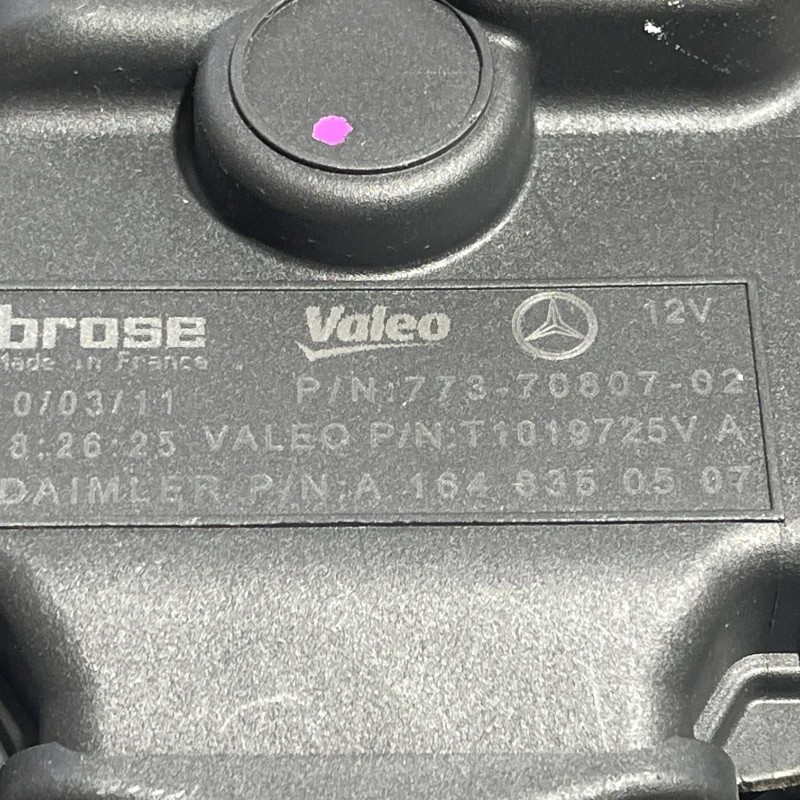 brose Valeo 12V
Made in France
0/03/11 P/N:773-70807-02
8:26:25 VALEO P/N:T1019725V A
DAIMLER P/N:A 164 835 05 07